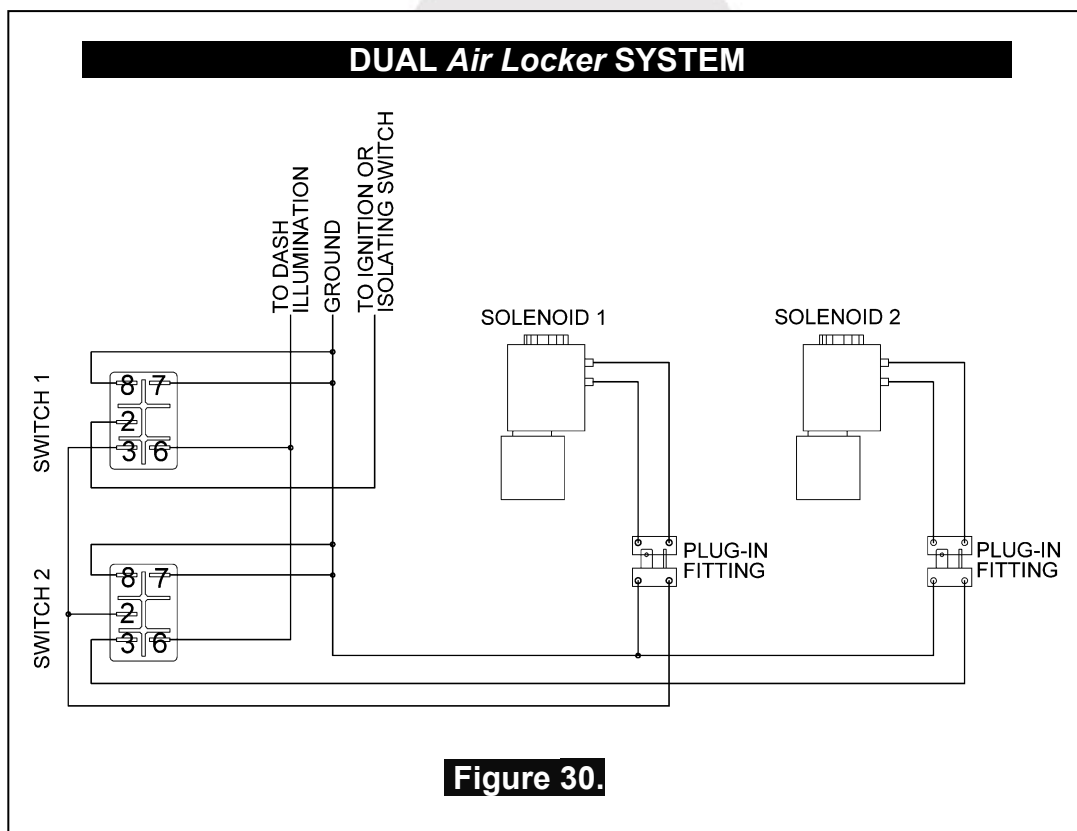 DUAL Air Locker SYSTEM
TO DASH
ILLUMINATION
GROUND
TO IGNITION OR
ISOLATING SWITCH
SOLENOID 1
SOLENOID 2
SWITCH 1
8 7
2
3 6
SWITCH 2
8 7
2
3 6
PLUG-IN
FITTING
PLUG-IN
FITTING
Figure 30.